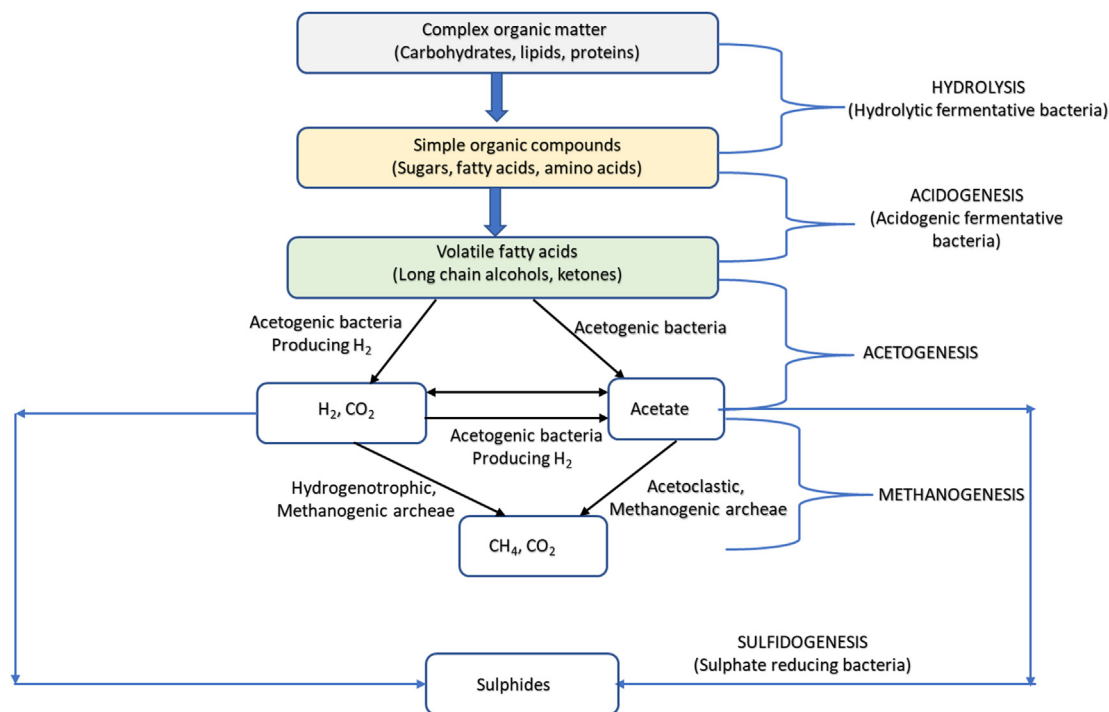 Complex organic matter
(Carbohydrates, lipids, proteins)
HYDROLYSIS
(Hydrolytic fermentative bacteria)
Simple organic compounds
(Sugars, fatty acids, amino acids)
ACIDOGENESIS
(Acidogenic fermentative
bacteria)
Volatile fatty acids
(Long chain alcohols, ketones)
Acetogenic bacteria
Producing H₂
Acetogenic bacteria
ACETOGENESIS
H₂, CO₂
Acetate
Acetogenic bacteria
Producing H₂
Hydrogenotrophic,
Methanogenic archeae
Acetoclastic,
Methanogenic archeae
METHANOGENESIS
CH₄, CO₂
SULFIDOGENESIS
(Sulphate reducing bacteria)
Sulphides